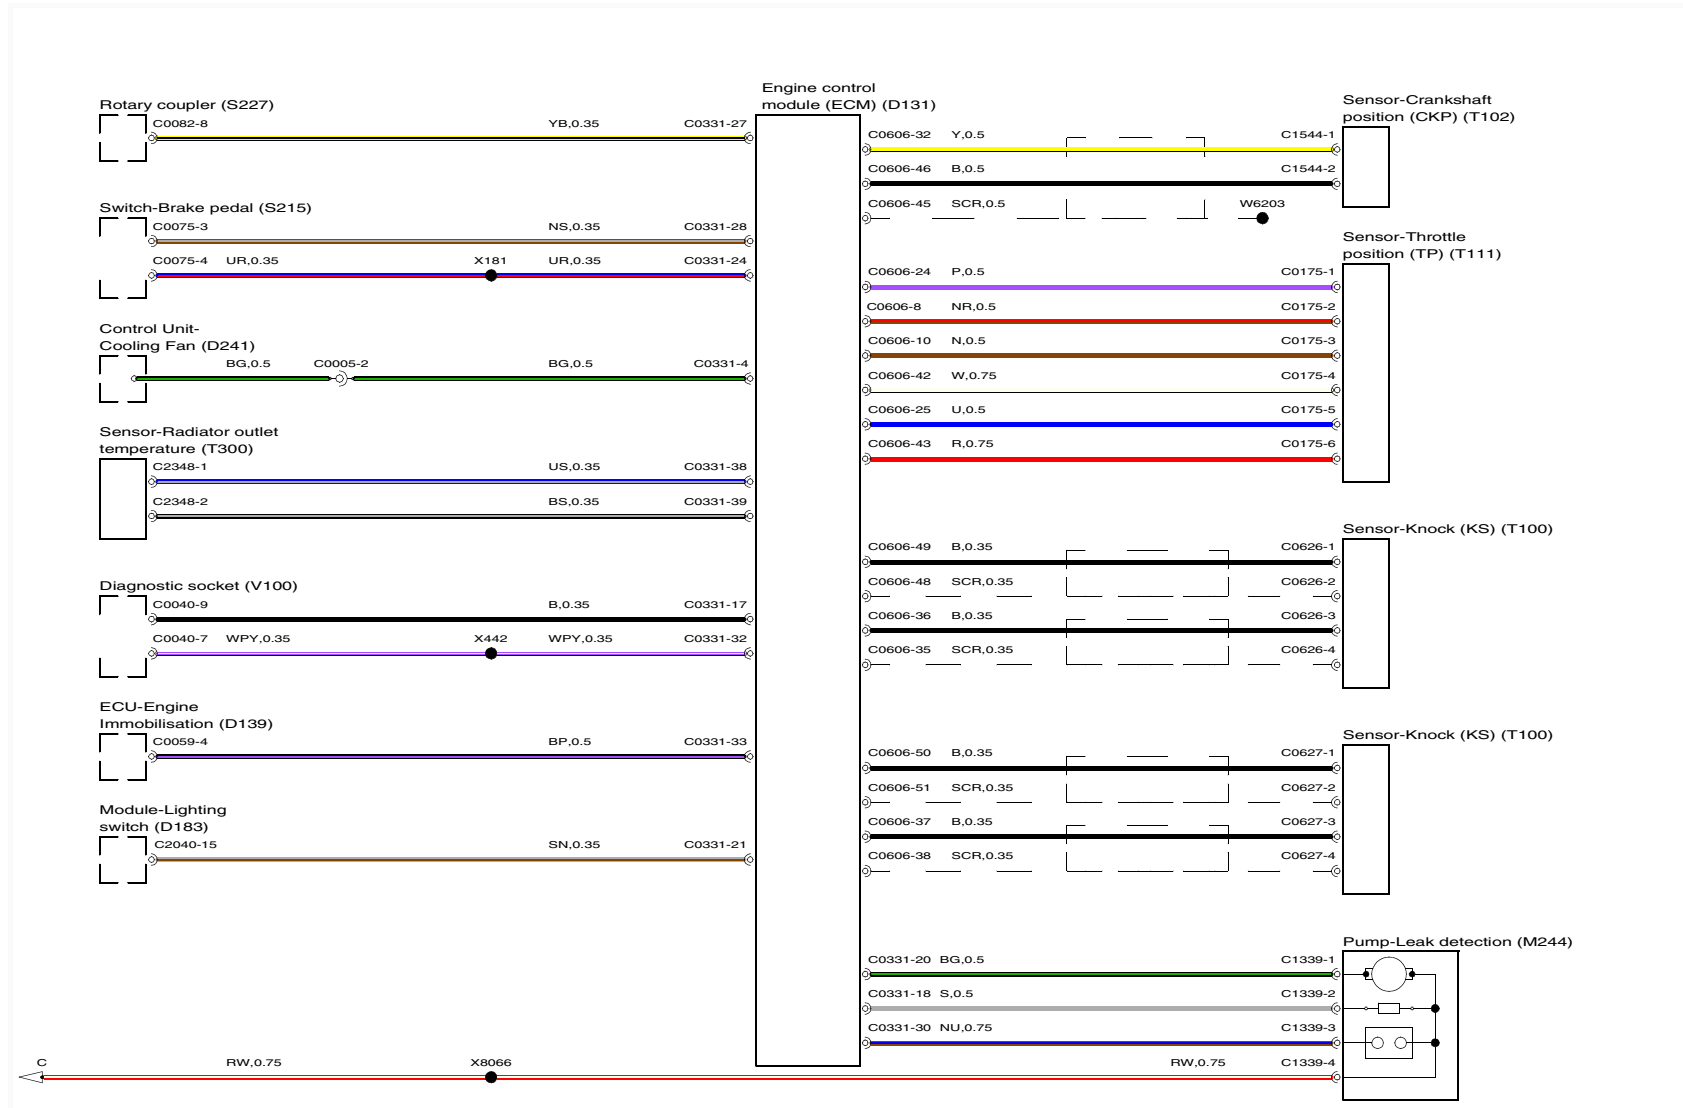 Engine control
module (ECM) (D131)
Rotary coupler (S227)
C0082-8 YB,0.35 C0331-27
Switch-Brake pedal (S215)
C0075-3 NS,0.35 C0331-28
C0075-4 UR,0.35 X181 UR,0.35 C0331-24
Control Unit-
Cooling Fan (D241)
BG,0.5 C0005-2 BG,0.5 C0331-4
Sensor-Radiator outlet
temperature (T300)
C2348-1 US,0.35 C0331-38
C2348-2 BS,0.35 C0331-39
Diagnostic socket (V100)
C0040-9 B,0.35 C0331-17
C0040-7 WPY,0.35 X442 WPY,0.35 C0331-32
ECU-Engine
Immobilisation (D139)
C0059-4 BP,0.5 C0331-33
Module-Lighting
switch (D183)
C2040-15 SN,0.35 C0331-21
Sensor-Crankshaft
position (CKP) (T102)
C0606-32 Y,0.5 C1544-1
C0606-46 B,0.5 C1544-2
C0606-45 SCR,0.5 W6203
Sensor-Throttle
position (TP) (T111)
C0606-24 P,0.5 C0175-1
C0606-8 NR,0.5 C0175-2
C0606-10 N,0.5 C0175-3
C0606-42 W,0.75 C0175-4
C0606-25 U,0.5 C0175-5
C0606-43 R,0.75 C0175-6
Sensor-Knock (KS) (T100)
C0606-49 B,0.35 C0626-1
C0606-48 SCR,0.35 C0626-2
C0606-36 B,0.35 C0626-3
C0606-35 SCR,0.35 C0626-4
Sensor-Knock (KS) (T100)
C0606-50 B,0.35 C0627-1
C0606-51 SCR,0.35 C0627-2
C0606-37 B,0.35 C0627-3
C0606-38 SCR,0.35 C0627-4
Pump-Leak detection (M244)
C0331-20 BG,0.5 C1339-1
C0331-18 S,0.5 C1339-2
C0331-30 NU,0.75 C1339-3
C RW,0.75 X8066 RW,0.75 C1339-4